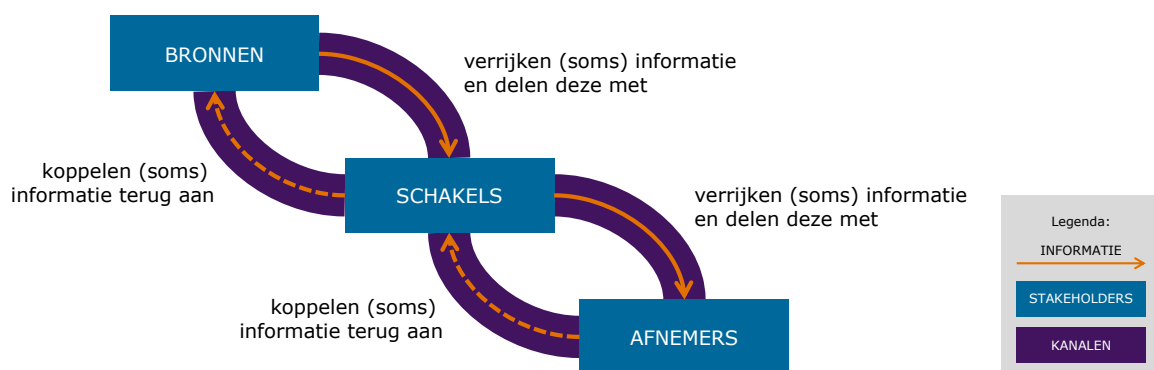 BRONNEN
verrijken (soms) informatie
en delen deze met
koppelen (soms)
informatie terug aan
SCHAKELS
verrijken (soms) informatie
en delen deze met
koppelen (soms)
informatie terug aan
AFNEMERS
Legenda:
INFORMATIE
STAKEHOLDERS
KANALEN